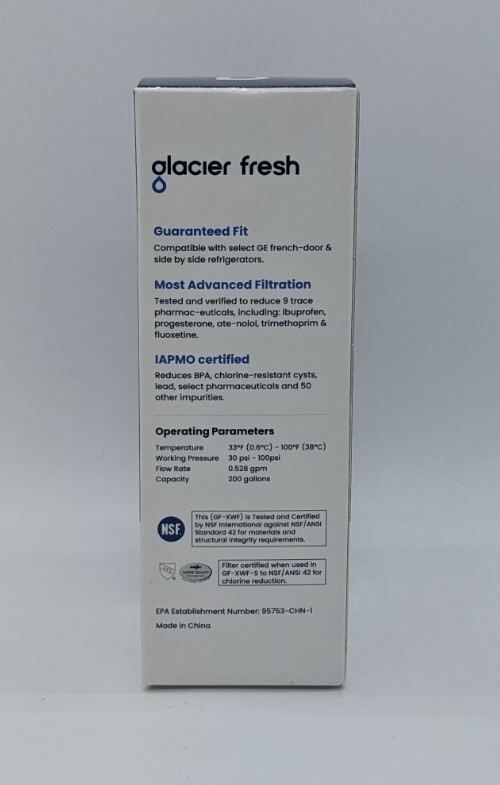 glacier fresh
Guaranteed Fit
Compatible with select GE french-door &
side by side refrigerators.
Most Advanced Filtration
Tested and verified to reduce 9 trace
pharmac-euticals, including: ibuprofen,
progesterone, ate-nolol, trimethoprim &
fluoxetine.
IAPMO certified
Reduces BPA, chlorine-resistant cysts,
lead, select pharmaceuticals and 50
other impurities.
Operating Parameters
Temperature 33°F (0.6°C) - 100°F (38°C)
Working Pressure 30 psi - 100psi
Flow Rate 0.528 gpm
Capacity 200 gallons
NSF
This (GF-XWF) is Tested and Certified
by NSF International against NSF/ANSI
Standard 42 for materials and
structural integrity requirements.
Filter certified when used in
GF-XWF-S to NSF/ANSI 42 for
chlorine reduction.
EPA Establishment Number: 95753-CHN-1
Made in China